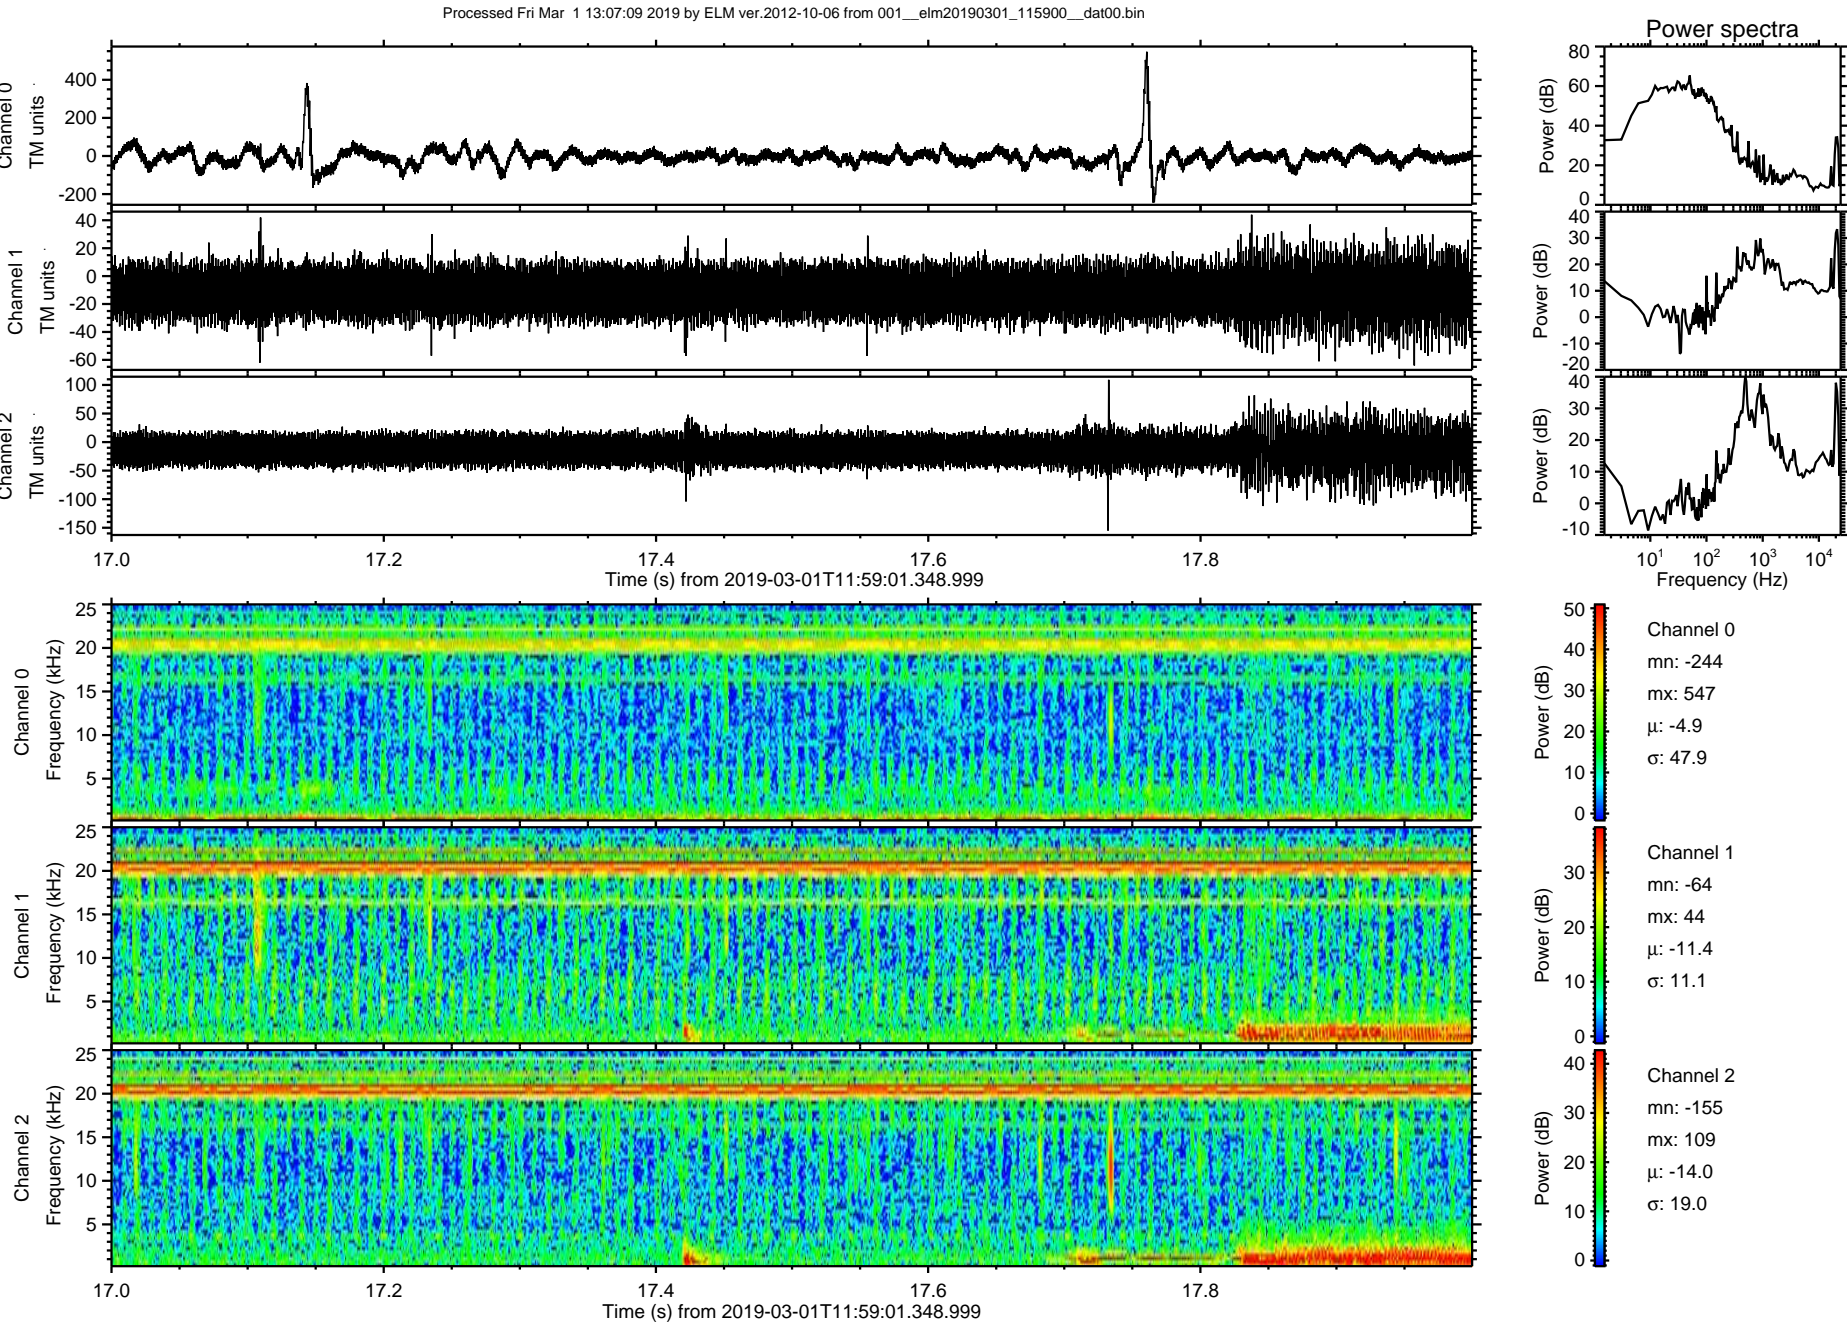 Processed Fri Mar  1 13:07:09 2019 by ELM ver.2012-10-06 from 001__elm20190301_115900__dat00.bin
Power spectra
Channel 0
TM units
400
200
0
-200
Power (dB)
80
60
40
20
0
Channel 1
TM units
40
20
0
-20
-40
-60
Power (dB)
40
30
20
10
0
-10
-20
Channel 2
TM units
100
50
0
-50
-100
-150
Power (dB)
40
30
20
10
0
-10
17.0 17.2 17.4 17.6 17.8
Time (s) from 2019-03-01T11:59:01.348.999
10^1 10^2 10^3 10^4
Frequency (Hz)
Channel 0
Frequency (kHz)
25
20
15
10
5
Power (dB)
50
40
30
20
10
0
Channel 0
mn: -244
mx: 547
μ: -4.9
σ: 47.9
Channel 1
Frequency (kHz)
25
20
15
10
5
Power (dB)
30
20
10
0
Channel 1
mn: -64
mx: 44
μ: -11.4
σ: 11.1
Channel 2
Frequency (kHz)
25
20
15
10
5
Power (dB)
40
30
20
10
0
Channel 2
mn: -155
mx: 109
μ: -14.0
σ: 19.0
17.0 17.2 17.4 17.6 17.8
Time (s) from 2019-03-01T11:59:01.348.999